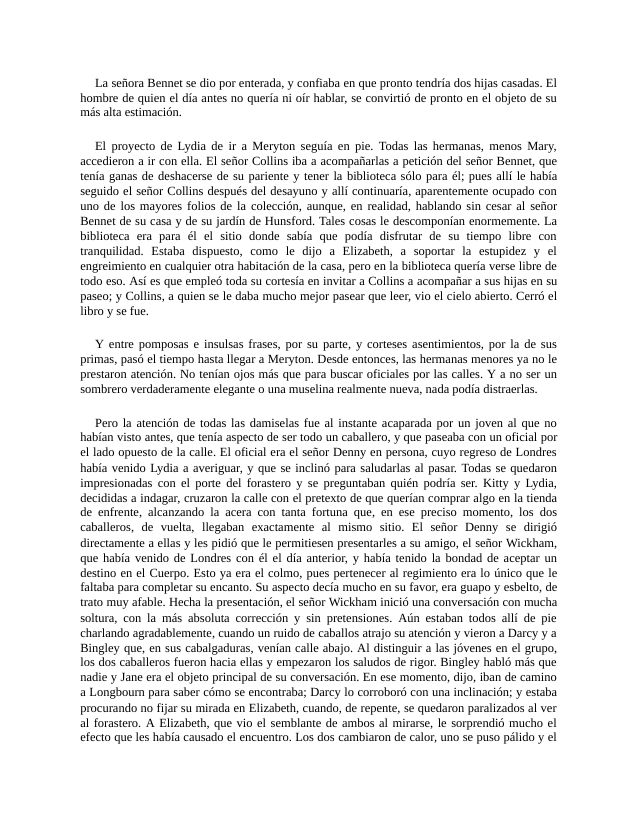 La señora Bennet se dio por enterada, y confiaba en que pronto tendría dos hijas casadas. El
hombre de quien el día antes no quería ni oír hablar, se convirtió de pronto en el objeto de su
más alta estimación.
El proyecto de Lydia de ir a Meryton seguía en pie. Todas las hermanas, menos Mary,
accedieron a ir con ella. El señor Collins iba a acompañarlas a petición del señor Bennet, que
tenía ganas de deshacerse de su pariente y tener la biblioteca sólo para él; pues allí le había
seguido el señor Collins después del desayuno y allí continuaría, aparentemente ocupado con
uno de los mayores folios de la colección, aunque, en realidad, hablando sin cesar al señor
Bennet de su casa y de su jardín de Hunsford. Tales cosas le descomponían enormemente. La
biblioteca era para él el sitio donde sabía que podía disfrutar de su tiempo libre con
tranquilidad. Estaba dispuesto, como le dijo a Elizabeth, a soportar la estupidez y el
engreimiento en cualquier otra habitación de la casa, pero en la biblioteca quería verse libre de
todo eso. Así es que empleó toda su cortesía en invitar a Collins a acompañar a sus hijas en su
paseo; y Collins, a quien se le daba mucho mejor pasear que leer, vio el cielo abierto. Cerró el
libro y se fue.
Y entre pomposas e insulsas frases, por su parte, y corteses asentimientos, por la de sus
primas, pasó el tiempo hasta llegar a Meryton. Desde entonces, las hermanas menores ya no le
prestaron atención. No tenían ojos más que para buscar oficiales por las calles. Y a no ser un
sombrero verdaderamente elegante o una muselina realmente nueva, nada podía distraerlas.
Pero la atención de todas las damiselas fue al instante acaparada por un joven al que no
habían visto antes, que tenía aspecto de ser todo un caballero, y que paseaba con un oficial por
el lado opuesto de la calle. El oficial era el señor Denny en persona, cuyo regreso de Londres
había venido Lydia a averiguar, y que se inclinó para saludarlas al pasar. Todas se quedaron
impresionadas con el porte del forastero y se preguntaban quién podría ser. Kitty y Lydia,
decididas a indagar, cruzaron la calle con el pretexto de que querían comprar algo en la tienda
de enfrente, alcanzando la acera con tanta fortuna que, en ese preciso momento, los dos
caballeros, de vuelta, llegaban exactamente al mismo sitio. El señor Denny se dirigió
directamente a ellas y les pidió que le permitiesen presentarles a su amigo, el señor Wickham,
que había venido de Londres con él el día anterior, y había tenido la bondad de aceptar un
destino en el Cuerpo. Esto ya era el colmo, pues pertenecer al regimiento era lo único que le
faltaba para completar su encanto. Su aspecto decía mucho en su favor, era guapo y esbelto, de
trato muy afable. Hecha la presentación, el señor Wickham inició una conversación con mucha
soltura, con la más absoluta corrección y sin pretensiones. Aún estaban todos allí de pie
charlando agradablemente, cuando un ruido de caballos atrajo su atención y vieron a Darcy y a
Bingley que, en sus cabalgaduras, venían calle abajo. Al distinguir a las jóvenes en el grupo,
los dos caballeros fueron hacia ellas y empezaron los saludos de rigor. Bingley habló más que
nadie y Jane era el objeto principal de su conversación. En ese momento, dijo, iban de camino
a Longbourn para saber cómo se encontraba; Darcy lo corroboró con una inclinación; y estaba
procurando no fijar su mirada en Elizabeth, cuando, de repente, se quedaron paralizados al ver
al forastero. A Elizabeth, que vio el semblante de ambos al mirarse, le sorprendió mucho el
efecto que les había causado el encuentro. Los dos cambiaron de calor, uno se puso pálido y el